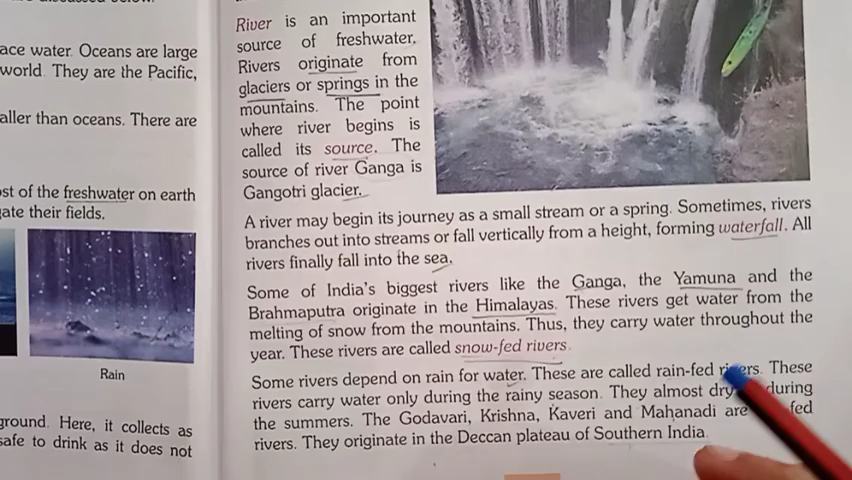 ace water. Oceans are large
world. They are the Pacific,
aller than oceans. There are
ost of the freshwater on earth
gate their fields.
Rain
ground. Here, it collects as
safe to drink as it does not
River is an important
source of freshwater.
Rivers originate from
glaciers or springs in the
mountains. The point
where river begins is
called its source. The
source of river Ganga is
Gangotri glacier.
A river may begin its journey as a small stream or a spring. Sometimes, rivers
branches out into streams or fall vertically from a height, forming waterfall. All
rivers finally fall into the sea.
Some of India's biggest rivers like the Ganga, the Yamuna and the
Brahmaputra originate in the Himalayas. These rivers get water from the
melting of snow from the mountains. Thus, they carry water throughout the
year. These rivers are called snow-fed rivers.
Some rivers depend on rain for water. These are called rain-fed rivers. These
rivers carry water only during the rainy season. They almost dry during
the summers. The Godavari, Krishna, Kaveri and Mahanadi are fed
rivers. They originate in the Deccan plateau of Southern India.